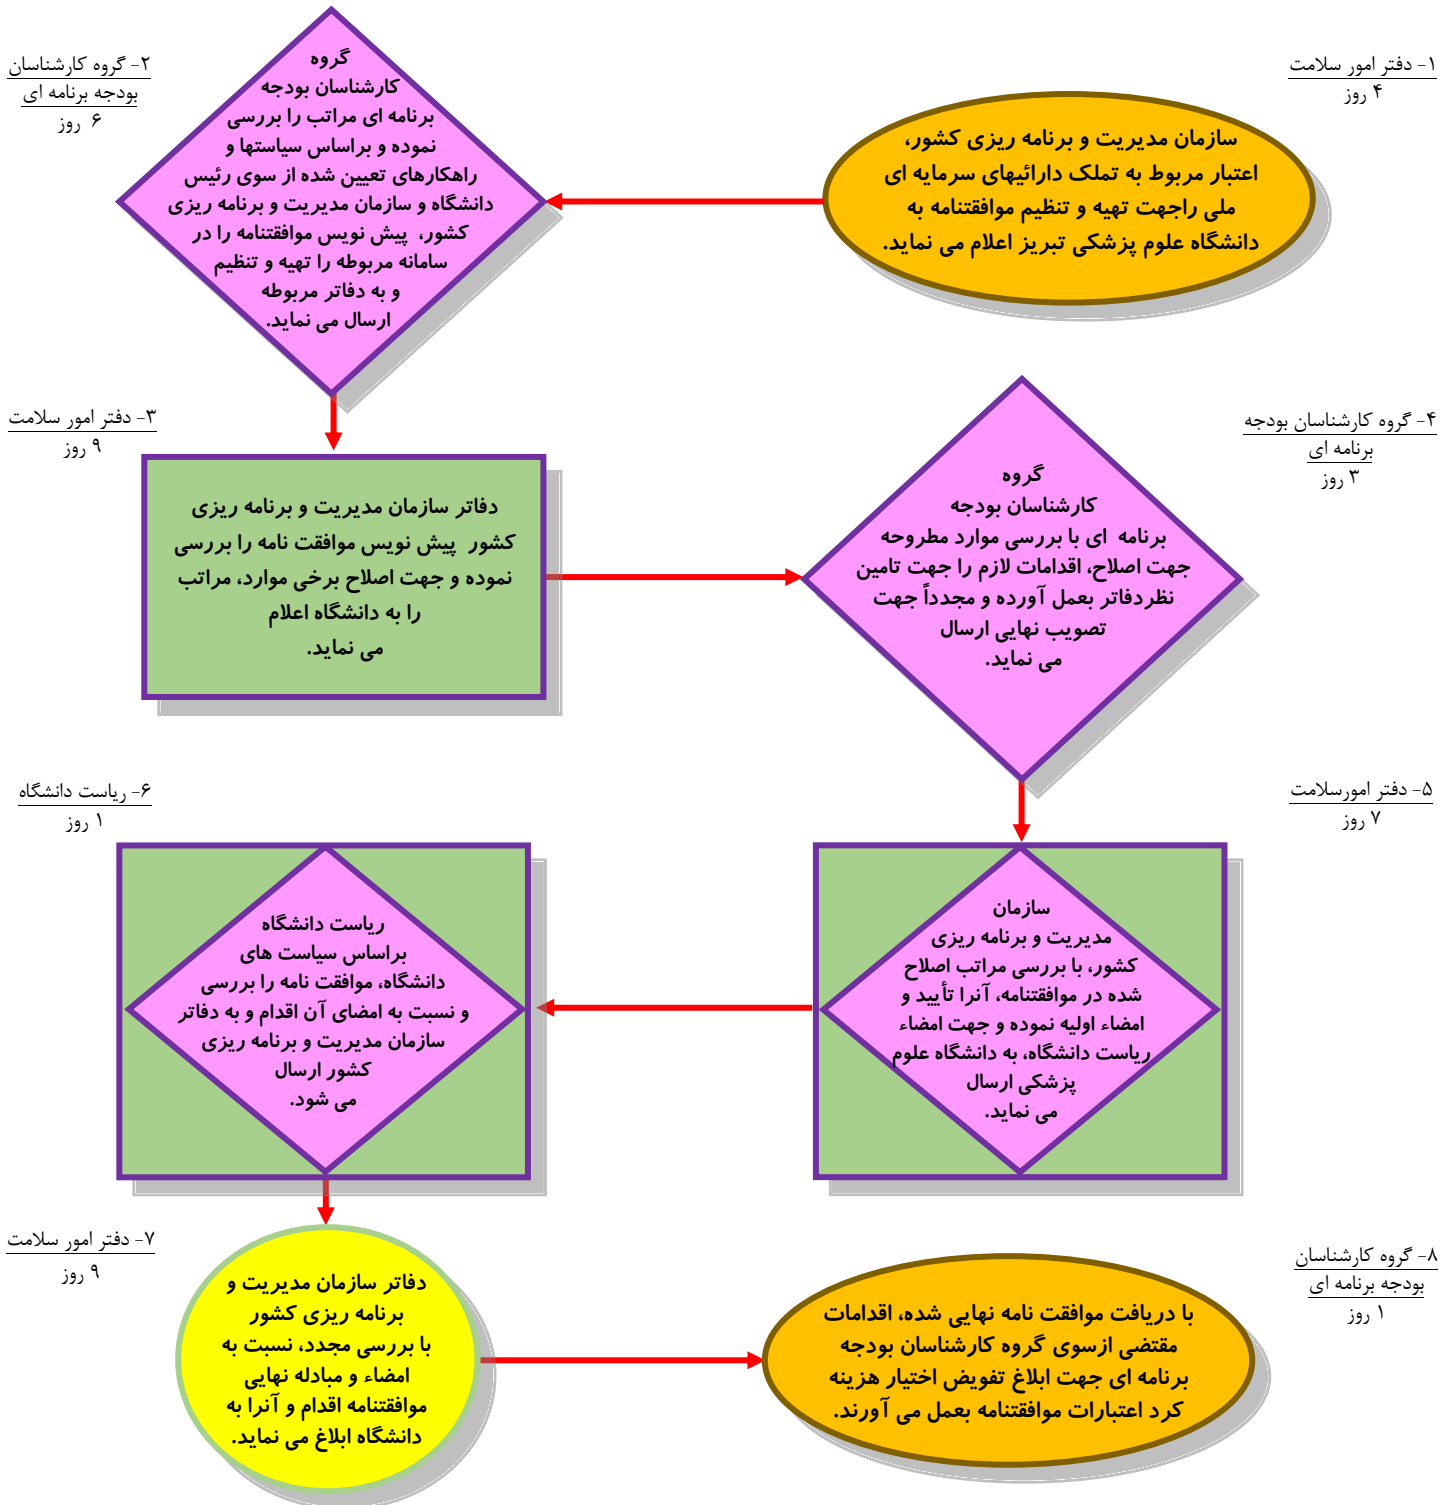 ۱- دفتر امور سلامت
۴ روز
سازمان مدیریت و برنامه ریزی کشور،
اعتبار مربوط به تملک دارائیهای سرمایه ای
ملی راجهت تهیه و تنظیم موافقتنامه به
دانشگاه علوم پزشکی تبریز اعلام می نماید.
۲- گروه کارشناسان
بودجه برنامه ای
۶ روز
گروه
کارشناسان بودجه
برنامه ای مراتب را بررسی
نموده و براساس سیاستها و
راهکارهای تعیین شده از سوی رئیس
دانشگاه و سازمان مدیریت و برنامه ریزی
کشور، پیش نویس موافقتنامه را در
سامانه مربوطه را تهیه و تنظیم
و به دفاتر مربوطه
ارسال می نماید.
۳- دفتر امور سلامت
۹ روز
دفاتر سازمان مدیریت و برنامه ریزی
کشور پیش نویس موافقت نامه را بررسی
نموده و جهت اصلاح برخی موارد، مراتب
را به دانشگاه اعلام
می نماید.
۴- گروه کارشناسان بودجه
برنامه ای
۳ روز
گروه
کارشناسان بودجه
برنامه ای با بررسی موارد مطروحه
جهت اصلاح، اقدامات لازم را جهت تامین
نظردفاتر بعمل آورده و مجدداً جهت
تصویب نهایی ارسال
می نماید.
۵- دفتر امورسلامت
۷ روز
سازمان
مدیریت و برنامه ریزی
کشور، با بررسی مراتب اصلاح
شده در موافقتنامه، آنرا تأیید و
امضاء اولیه نموده و جهت امضاء
ریاست دانشگاه، به دانشگاه علوم
پزشکی ارسال
می نماید.
۶- ریاست دانشگاه
۱ روز
ریاست دانشگاه
براساس سیاست های
دانشگاه، موافقت نامه را بررسی
و نسبت به امضای آن اقدام و به دفاتر
سازمان مدیریت و برنامه ریزی
کشور ارسال
می شود.
۷- دفتر امور سلامت
۹ روز
دفاتر سازمان مدیریت و
برنامه ریزی کشور
با بررسی مجدد، نسبت به
امضاء و مبادله نهایی
موافقتنامه اقدام و آنرا به
دانشگاه ابلاغ می نماید.
۸- گروه کارشناسان
بودجه برنامه ای
۱ روز
با دریافت موافقت نامه نهایی شده، اقدامات
مقتضی ازسوی گروه کارشناسان بودجه
برنامه ای جهت ابلاغ تفویض اختیار هزینه
کرد اعتبارات موافقتنامه بعمل می آورند.